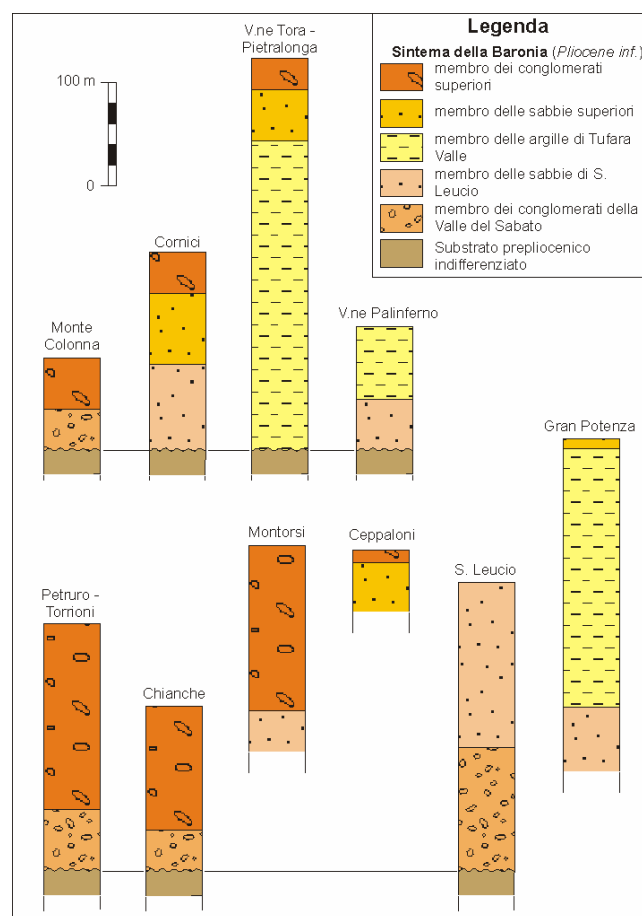 V.ne Tora -
Pietralonga
100 m
0
Legenda
Sintema della Baronia (Pliocene inf.)
membro dei conglomerati
superiori
membro delle sabbie superiori
membro delle argille di Tufara
Valle
membro delle sabbie di S.
Leucio
membro dei conglomerati della
Valle del Sabato
Substrato prepliocenico
indifferenziato
Cornici
Monte
Colonna
V.ne Palinferno
Gran Potenza
Montorsi
Ceppaloni
S. Leucio
Petruro -
Torrioni
Chianche